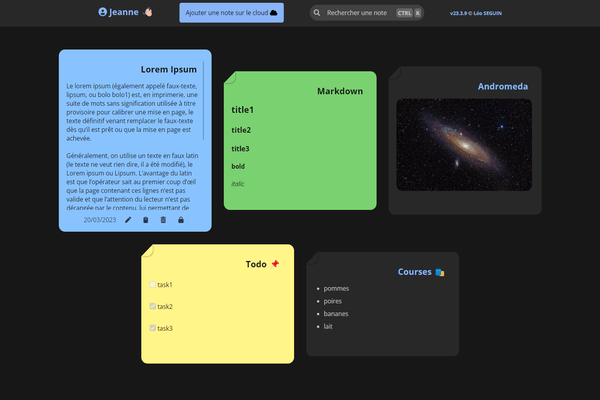 Jeanne 👋🏻
Ajouter une note sur le cloud
Rechercher une note CTRL K
v23.3.9 © Léo SEGUIN
Lorem Ipsum
Le lorem ipsum (également appelé faux-texte,
lipsum, ou bolo bolo1) est, en imprimerie, une
suite de mots sans signification utilisée à titre
provisoire pour calibrer une mise en page, le
texte définitif venant remplacer le faux-texte
dès qu'il est prêt ou que la mise en page est
achevée.
Généralement, on utilise un texte en faux latin
(le texte ne veut rien dire, il a été modifié), le
Lorem ipsum ou Lipsum. L'avantage du latin
est que l'opérateur sait au premier coup d'œil
que la page contenant ces lignes n'est pas
valide et que l'attention du lecteur n'est pas
dérangée par le contenu, lui permettant de
20/03/2023
Markdown
title1
title2
title3
bold
italic
Andromeda
Todo 📌
task1
task2
task3
Courses 🛍️
pommes
poires
bananes
lait